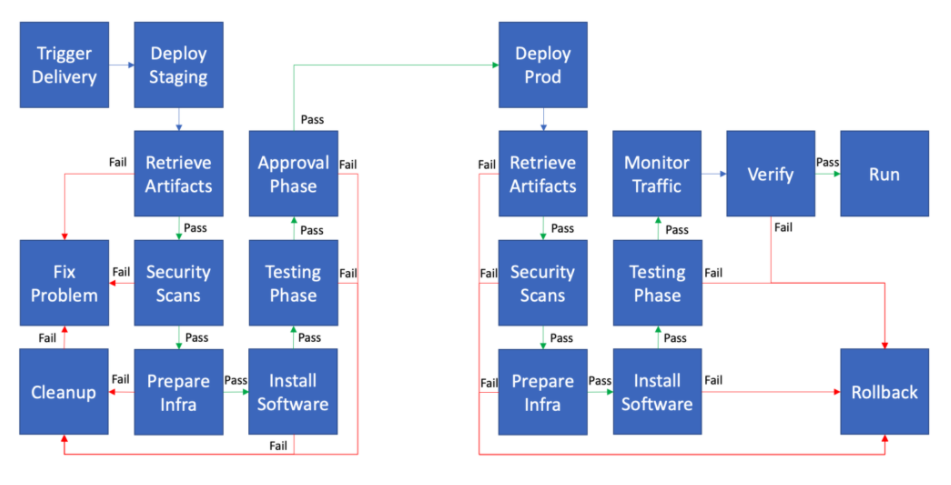 Trigger
Delivery
Deploy
Staging
Deploy
Prod
Pass
Fail
Retrieve
Artifacts
Approval
Phase
Fail
Fail
Retrieve
Artifacts
Monitor
Traffic
Verify
Pass
Run
Pass
Pass
Pass
Pass
Fail
Fix
Problem
Fail
Security
Scans
Testing
Phase
Fail
Fail
Security
Scans
Testing
Phase
Fail
Fail
Pass
Pass
Pass
Pass
Cleanup
Fail
Prepare
Infra
Pass
Install
Software
Fail
Prepare
Infra
Pass
Install
Software
Fail
Rollback
Fail